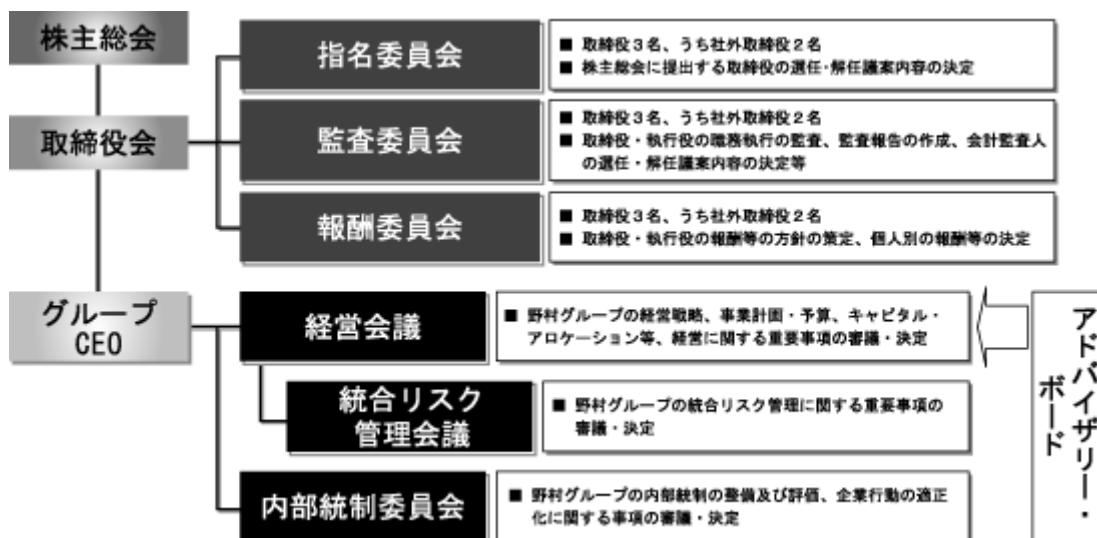 株主総会
指名委員会
■ 取締役3名、うち社外取締役2名
■ 株主総会に提出する取締役の選任・解任議案内容の決定
取締役会
監査委員会
■ 取締役3名、うち社外取締役2名
■ 取締役・執行役の職務執行の監査、監査報告の作成、会計監査人
の選任・解任議案内容の決定等
報酬委員会
■ 取締役3名、うち社外取締役2名
■ 取締役・執行役の報酬等の方針の策定、個人別の報酬等の決定
グループ
CEO
経営会議
■ 野村グループの経営戦略、事業計画・予算、キャピタル・
アロケーション等、経営に関する重要事項の審議・決定
統合リスク
管理会議
■ 野村グループの統合リスク管理に関する重要事項の
審議・決定
内部統制委員会
■ 野村グループの内部統制の整備及び評価、企業行動の適正
化に関する事項の審議・決定
アドバイザリー・
ボード